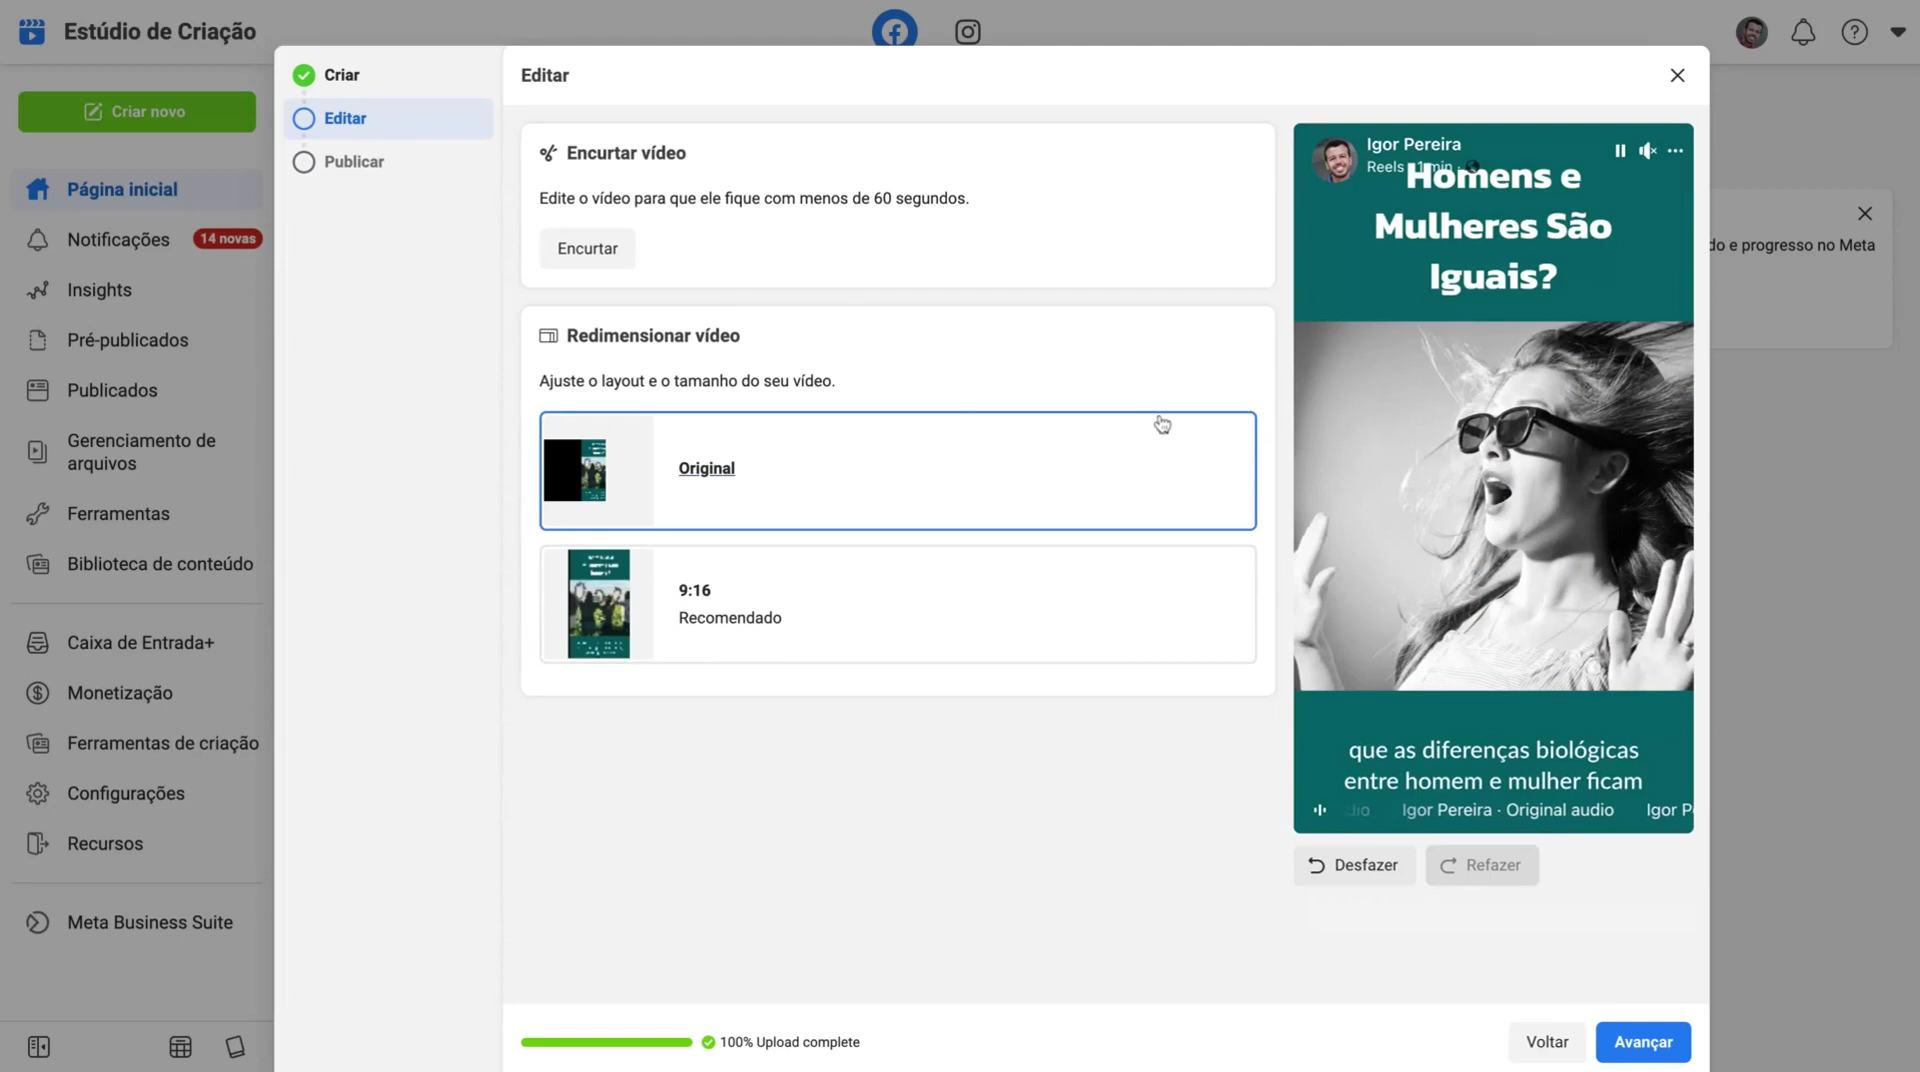 Estúdio de Criação
Criar novo
Página inicial
Notificações
14 novas
Insights
Pré-publicados
Publicados
Gerenciamento de
arquivos
Ferramentas
Biblioteca de conteúdo
Caixa de Entrada+
Monetização
Ferramentas de criação
Configurações
Recursos
Meta Business Suite
Criar
Editar
Publicar
Editar
Encurtar vídeo
Edite o vídeo para que ele fique com menos de 60 segundos.
Encurtar
Redimensionar vídeo
Ajuste o layout e o tamanho do seu vídeo.
Original
9:16
Recomendado
Igor Pereira
Reels · 1 min ·
Homens e
Mulheres São
Iguais?
que as diferenças biológicas
entre homem e mulher ficam
dio Igor Pereira · Original audio Igor P
Desfazer
Refazer
100% Upload complete
Voltar
Avançar
do e progresso no Meta